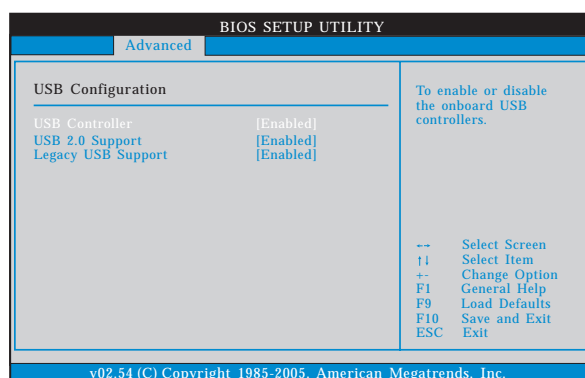 BIOS SETUP UTILITY
Advanced
USB Configuration
USB Controller [Enabled]
USB 2.0 Support [Enabled]
Legacy USB Support [Enabled]
To enable or disable
the onboard USB
controllers.
←→ Select Screen
↑↓ Select Item
+- Change Option
F1 General Help
F9 Load Defaults
F10 Save and Exit
ESC Exit
v02.54 (C) Copyright 1985-2005, American Megatrends, Inc.